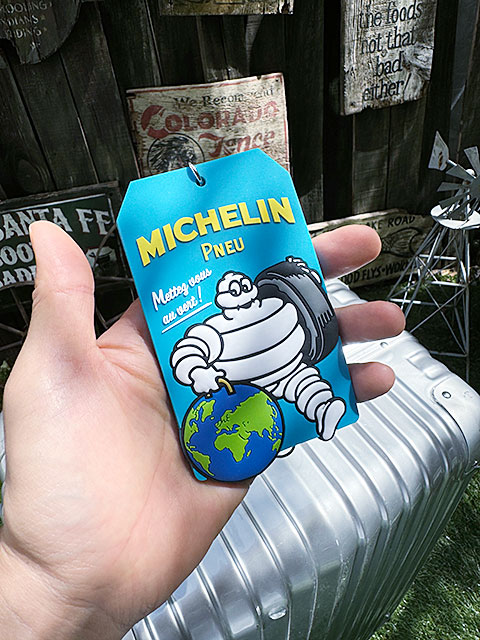 the foods
not that
bad
either!
We Recommend
COLORADO
Fence
SANTA FE
MICHELIN
PNEU
Mettez vous
au vert!